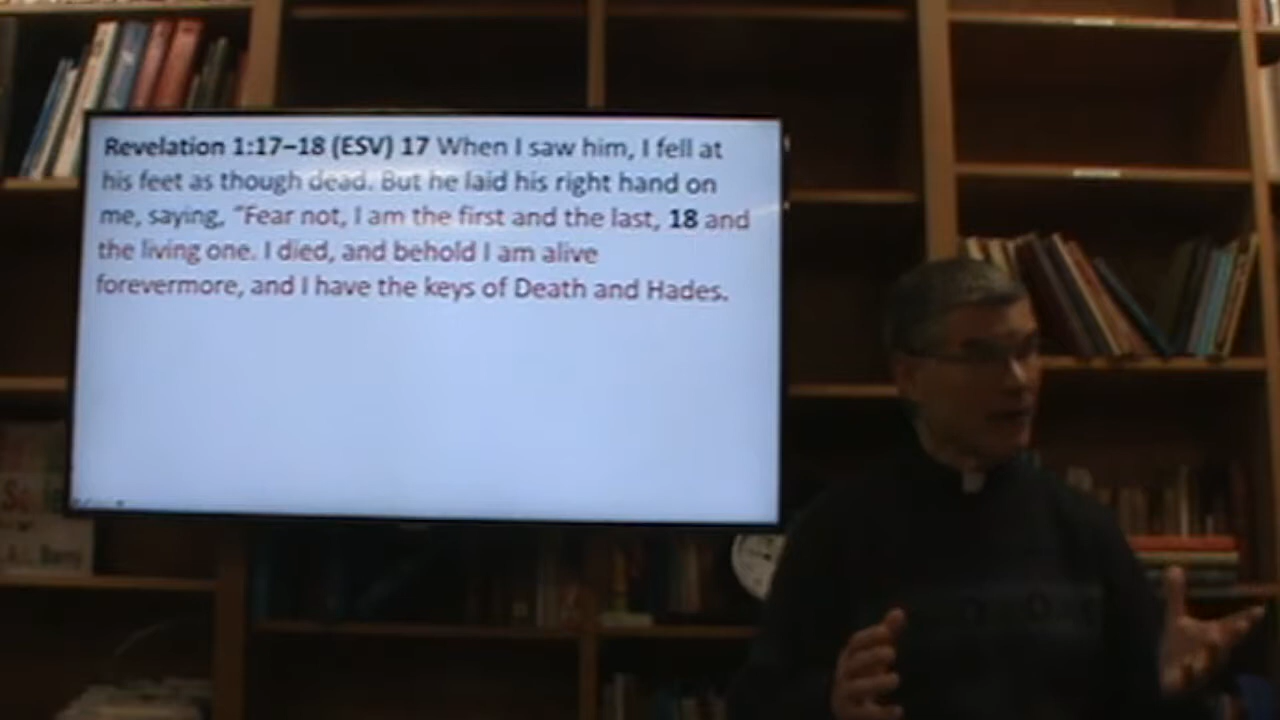 Revelation 1:17–18 (ESV) 17 When I saw him, I fell at
his feet as though dead. But he laid his right hand on
me, saying, “Fear not, I am the first and the last, 18 and
the living one. I died, and behold I am alive
forevermore, and I have the keys of Death and Hades.